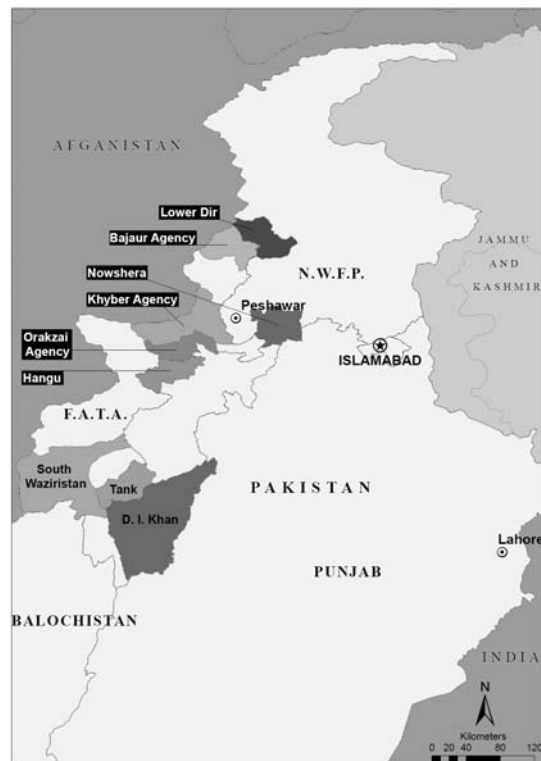 AFGANISTAN
Lower Dir
Bajaur Agency
JAMMU
AND
KASHMIR
Nowshera
N.W.F.P.
Khyber Agency
Peshawar
Orakzai
Agency
ISLAMABAD
Hangu
F.A.T.A.
South
Waziristan
Tank
PAKISTAN
D. I. Khan
Lahore
PUNJAB
BALOCHISTAN
INDIA
N
Kilometers
0 20 40 80 120